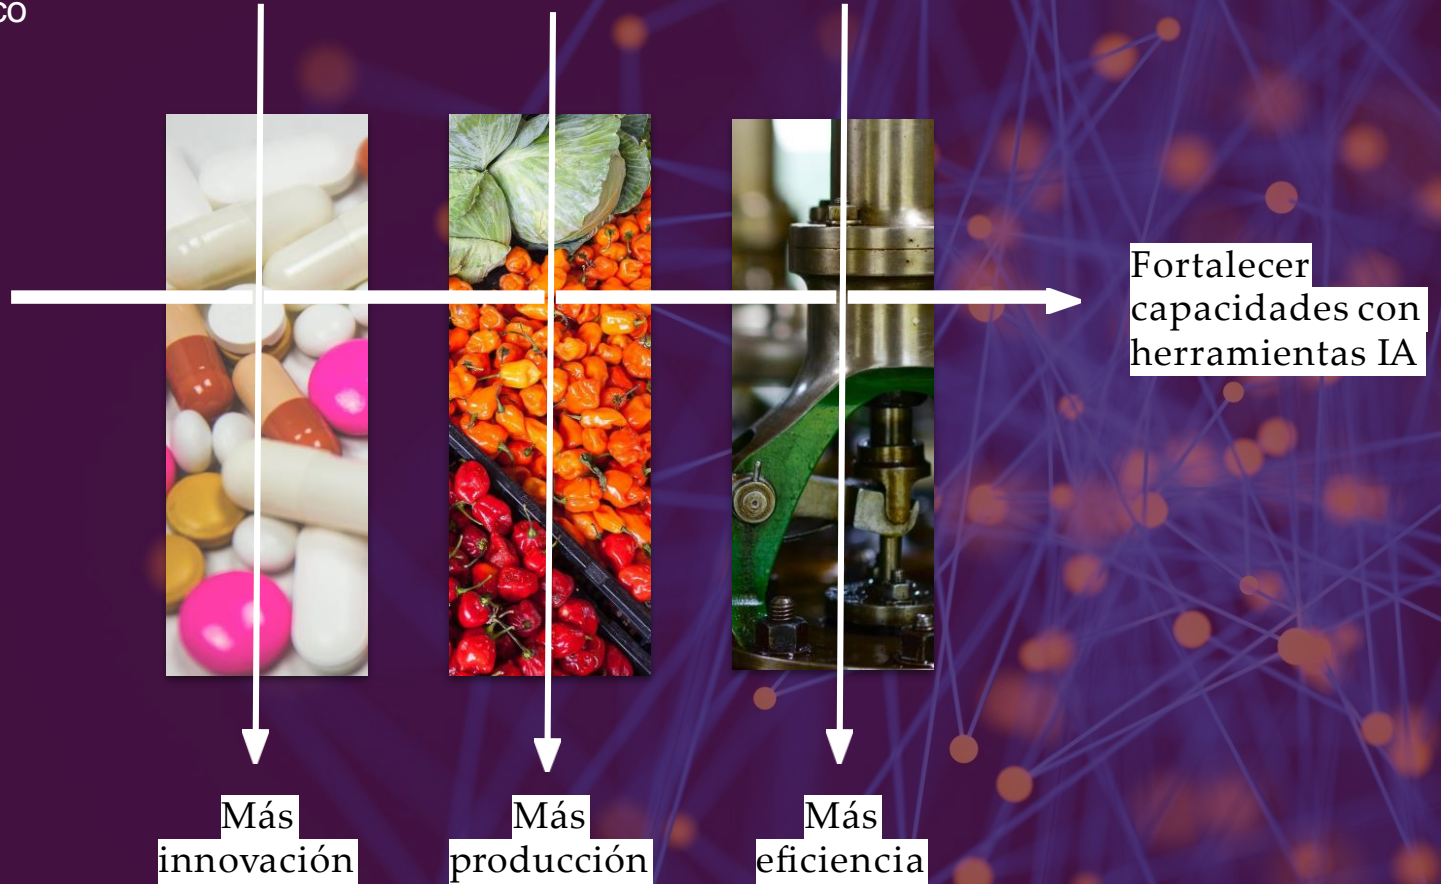 Fortalecer
capacidades con
herramientas IA
Más
innovación
Más
producción
Más
eficiencia